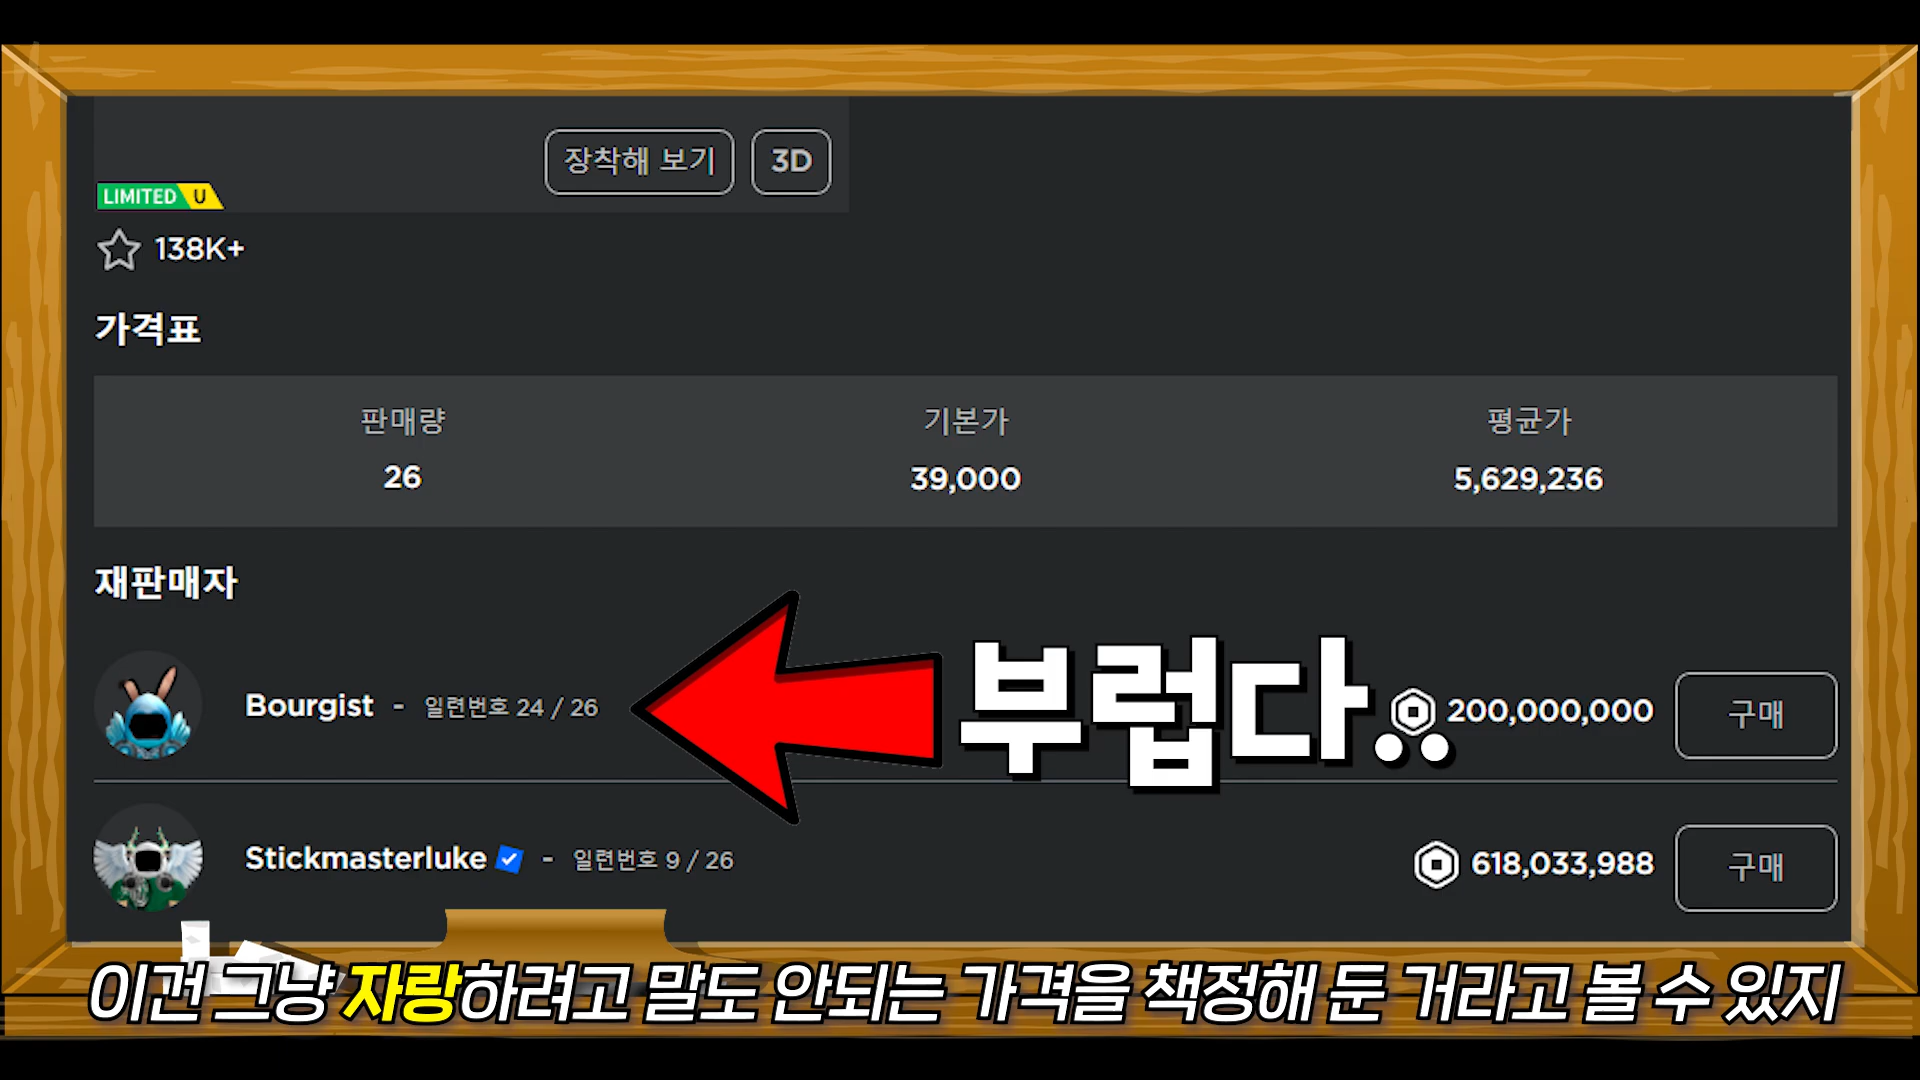 장착해 보기
3D
LIMITED U
138K+
가격표
판매량 기본가 평균가
26 39,000 5,629,236
재판매자
Bourgist - 일련번호 24 / 26
부럽다..
200,000,000
구매
Stickmasterluke - 일련번호 9 / 26
618,033,988
구매
이건 그냥 자랑하려고 말도 안되는 가격을 책정해 둔 거라고 볼 수 있지